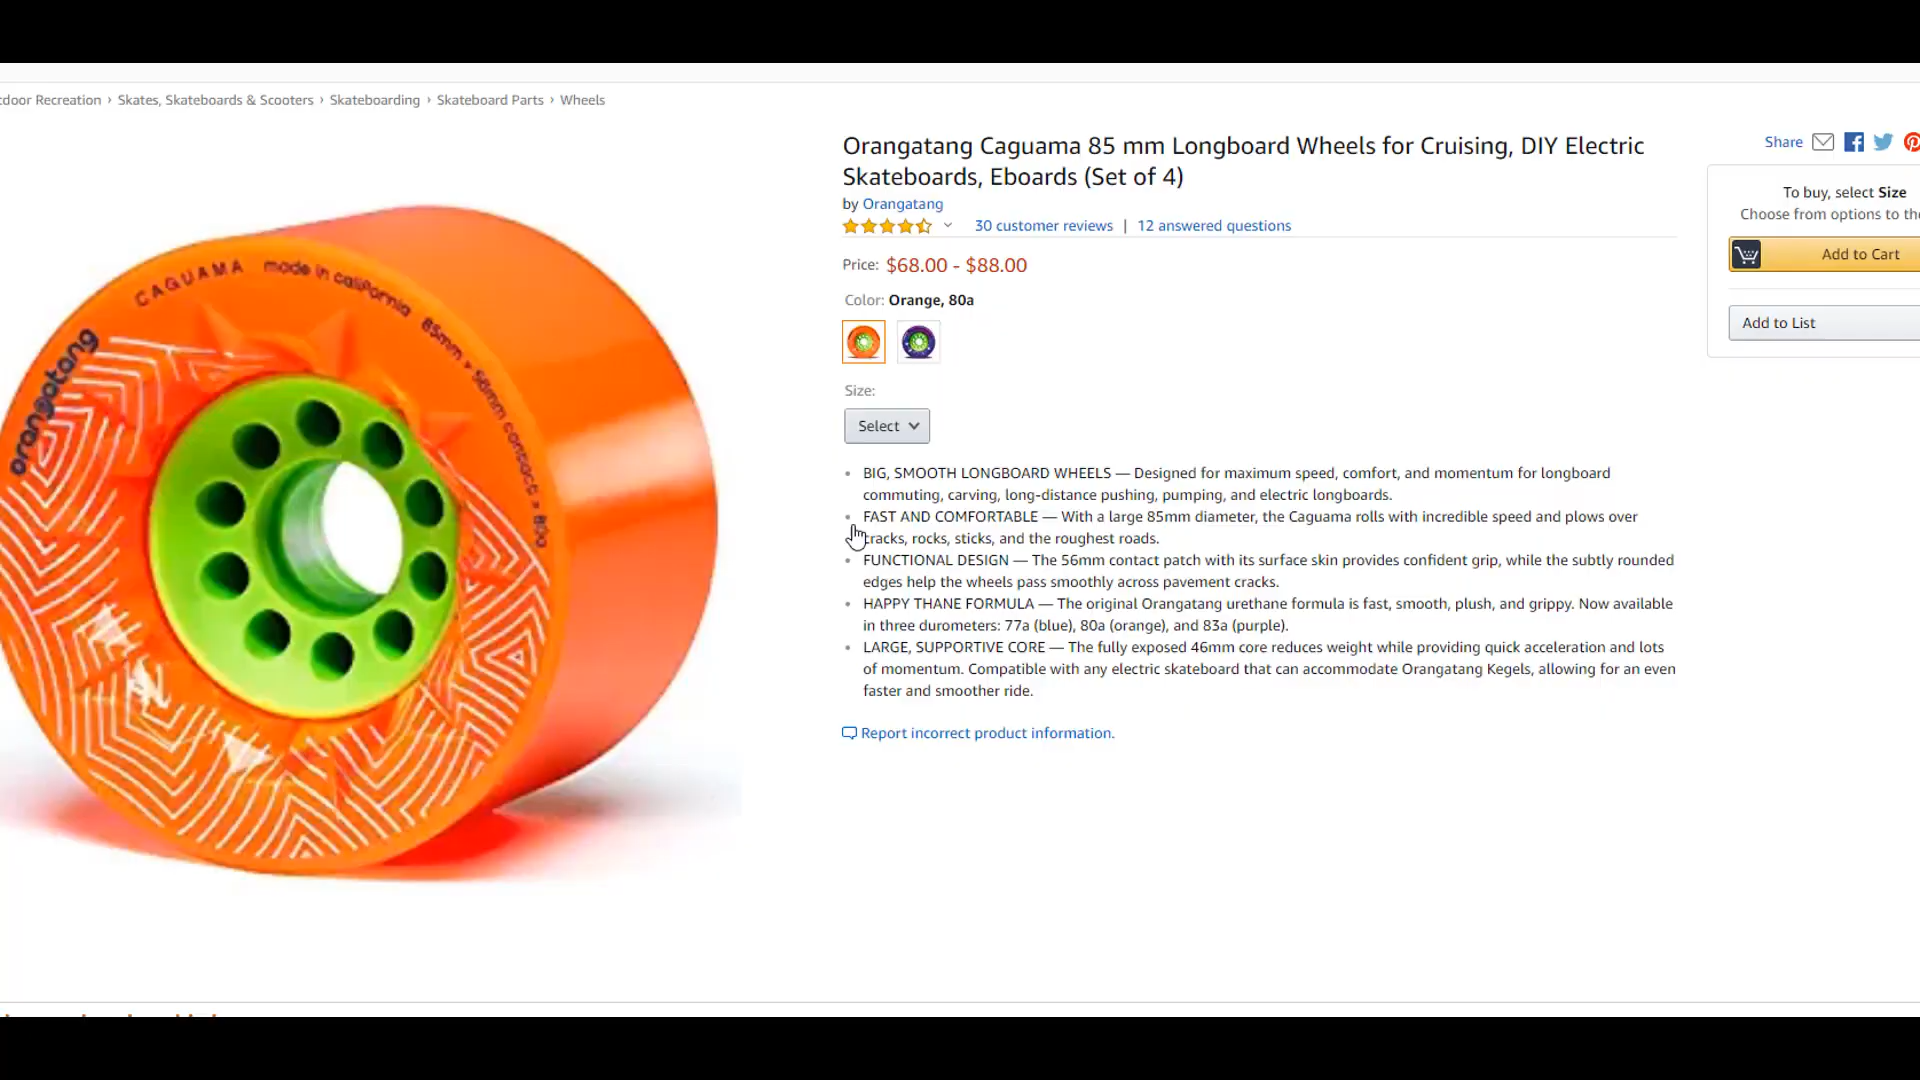 door Recreation › Skates, Skateboards & Scooters › Skateboarding › Skateboard Parts › Wheels
CAGUAMA made in california 85mm • 56mm contact • 80a
orangatang
Orangatang Caguama 85 mm Longboard Wheels for Cruising, DIY Electric
Skateboards, Eboards (Set of 4)
by Orangatang
30 customer reviews | 12 answered questions
Price: $68.00 - $88.00
Color: Orange, 80a
Size:
Select
• BIG, SMOOTH LONGBOARD WHEELS — Designed for maximum speed, comfort, and momentum for longboard
commuting, carving, long-distance pushing, pumping, and electric longboards.
• FAST AND COMFORTABLE — With a large 85mm diameter, the Caguama rolls with incredible speed and plows over
cracks, rocks, sticks, and the roughest roads.
• FUNCTIONAL DESIGN — The 56mm contact patch with its surface skin provides confident grip, while the subtly rounded
edges help the wheels pass smoothly across pavement cracks.
• HAPPY THANE FORMULA — The original Orangatang urethane formula is fast, smooth, plush, and grippy. Now available
in three durometers: 77a (blue), 80a (orange), and 83a (purple).
• LARGE, SUPPORTIVE CORE — The fully exposed 46mm core reduces weight while providing quick acceleration and lots
of momentum. Compatible with any electric skateboard that can accommodate Orangatang Kegels, allowing for an even
faster and smoother ride.
Report incorrect product information.
Share
To buy, select Size
Choose from options to the
Add to Cart
Add to List